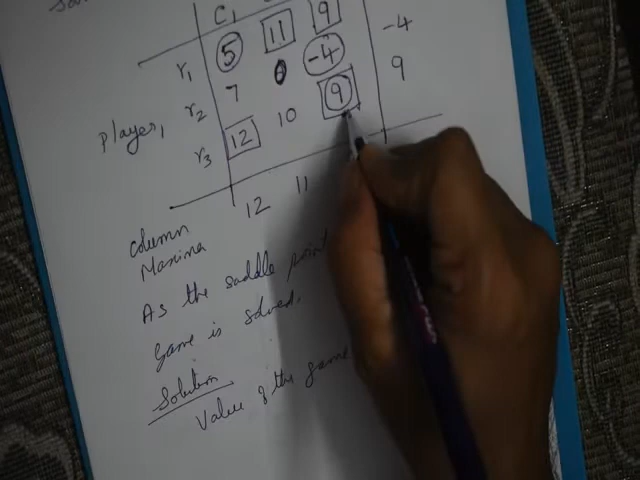 C1
r1 5 11 9
r2 7 -4 -4
player1 r3 12 10 9 9
12 11
Column
Maxima
As the saddle point
game is solved.
Solution
Value of the game